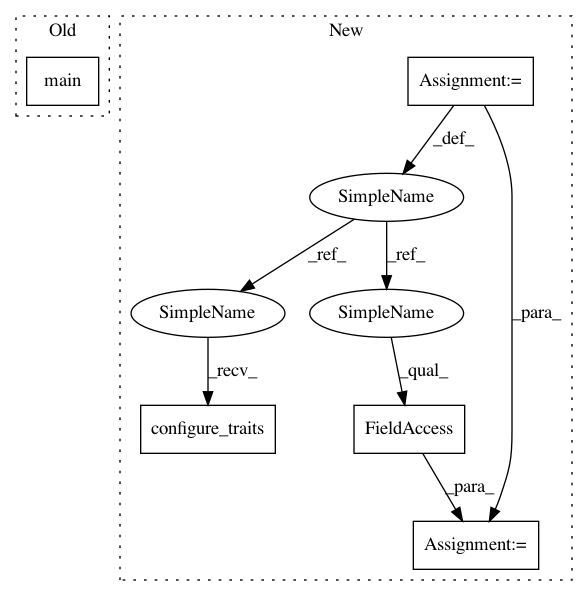 Old
New
main
Assignment:=
_def_
SimpleName
_ref_
_ref_
SimpleName
SimpleName
_para_
_recv_
_qual_
configure_traits
FieldAccess
_para_
Assignment:=